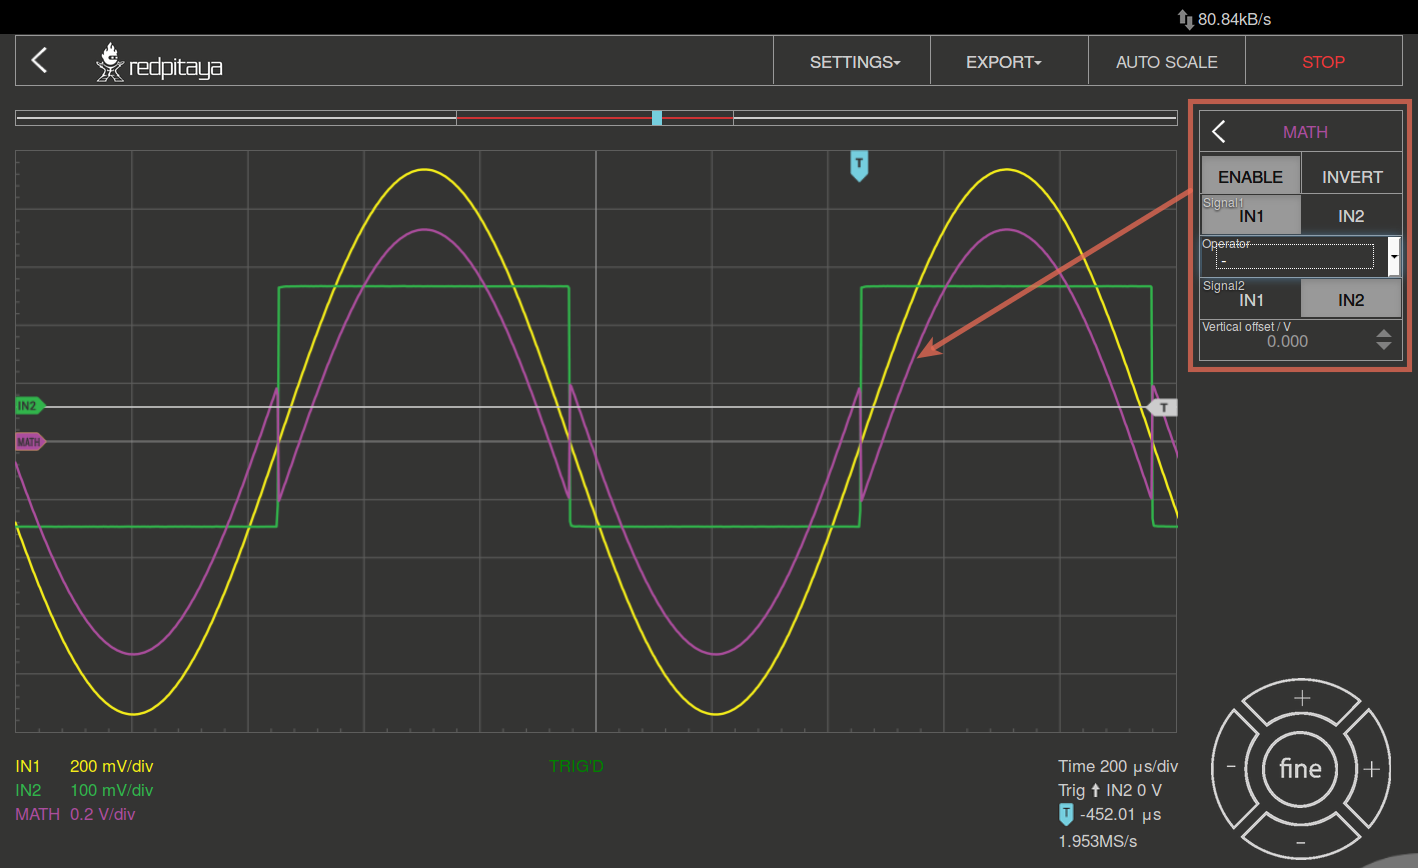 80.84kB/s
redpitaya
SETTINGS
EXPORT
AUTO SCALE
STOP
MATH
ENABLE
INVERT
Signal1
IN1
IN2
Operator
-
Signal2
IN1
IN2
Vertical offset / V
0.000
T
IN2
T
MATH
IN1 200 mV/div
IN2 100 mV/div
MATH 0.2 V/div
TRIG'D
Time 200 µs/div
Trig ↑ IN2 0 V
T -452.01 µs
1.953MS/s
+
- fine +
-